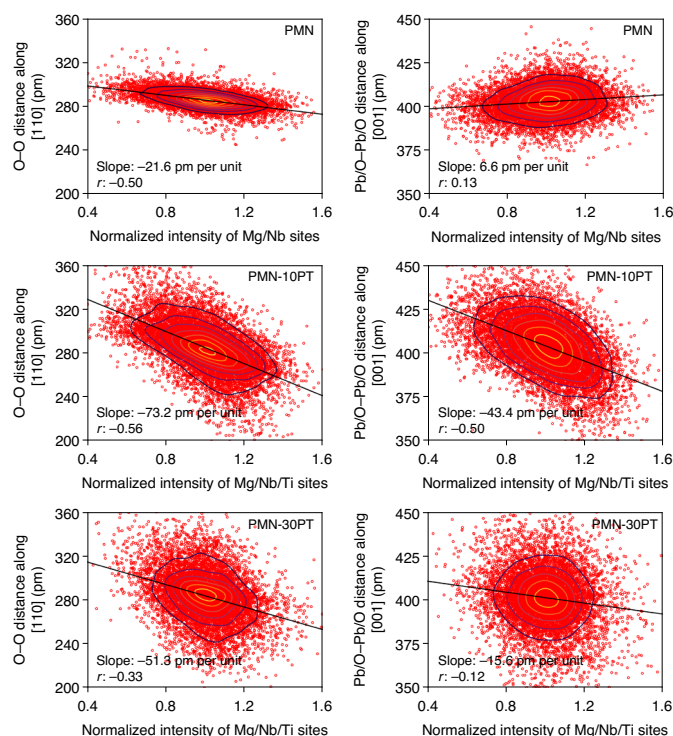 PMN
O–O distance along
[110] (pm)
360
320
280
240
200
Slope: –21.6 pm per unit
r: –0.50
0.4 0.8 1.2 1.6
Normalized intensity of Mg/Nb sites
PMN
Pb/O–Pb/O distance along
[001] (pm)
450
425
400
375
350
Slope: 6.6 pm per unit
r: 0.13
0.4 0.8 1.2 1.6
Normalized intensity of Mg/Nb sites
PMN-10PT
O–O distance along
[110] (pm)
360
320
280
240
200
Slope: –73.2 pm per unit
r: –0.56
0.4 0.8 1.2 1.6
Normalized intensity of Mg/Nb/Ti sites
PMN-10PT
Pb/O–Pb/O distance along
[001] (pm)
450
425
400
375
350
Slope: –43.4 pm per unit
r: –0.50
0.4 0.8 1.2 1.6
Normalized intensity of Mg/Nb/Ti sites
PMN-30PT
O–O distance along
[110] (pm)
360
320
280
240
200
Slope: –51.3 pm per unit
r: –0.33
0.4 0.8 1.2 1.6
Normalized intensity of Mg/Nb/Ti sites
PMN-30PT
Pb/O–Pb/O distance along
[001] (pm)
450
425
400
375
350
Slope: –15.6 pm per unit
r: –0.12
0.4 0.8 1.2 1.6
Normalized intensity of Mg/Nb/Ti sites